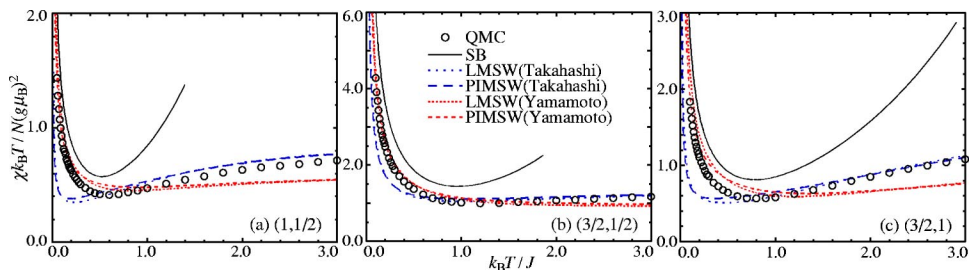 χk_BT/N(gμ_B)²
2.0
1.0
0.0
0.0
1.0
2.0
3.0
(a) (1,1/2)
6.0
4.0
2.0
0.0
1.0
2.0
3.0
QMC
SB
LMSW(Takahashi)
PIMSW(Takahashi)
LMSW(Yamamoto)
PIMSW(Yamamoto)
(b) (3/2,1/2)
k_BT/J
3.0
2.0
1.0
0.0
0.0
1.0
2.0
3.0
(c) (3/2,1)